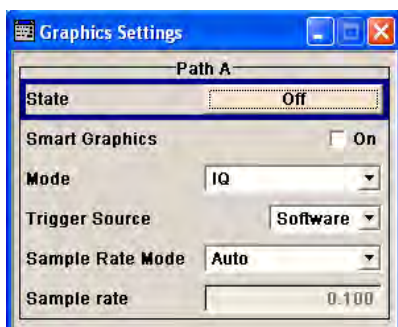 Graphics Settings
Path A
State Off
Smart Graphics On
Mode IQ
Trigger Source Software
Sample Rate Mode Auto
Sample rate 0.100